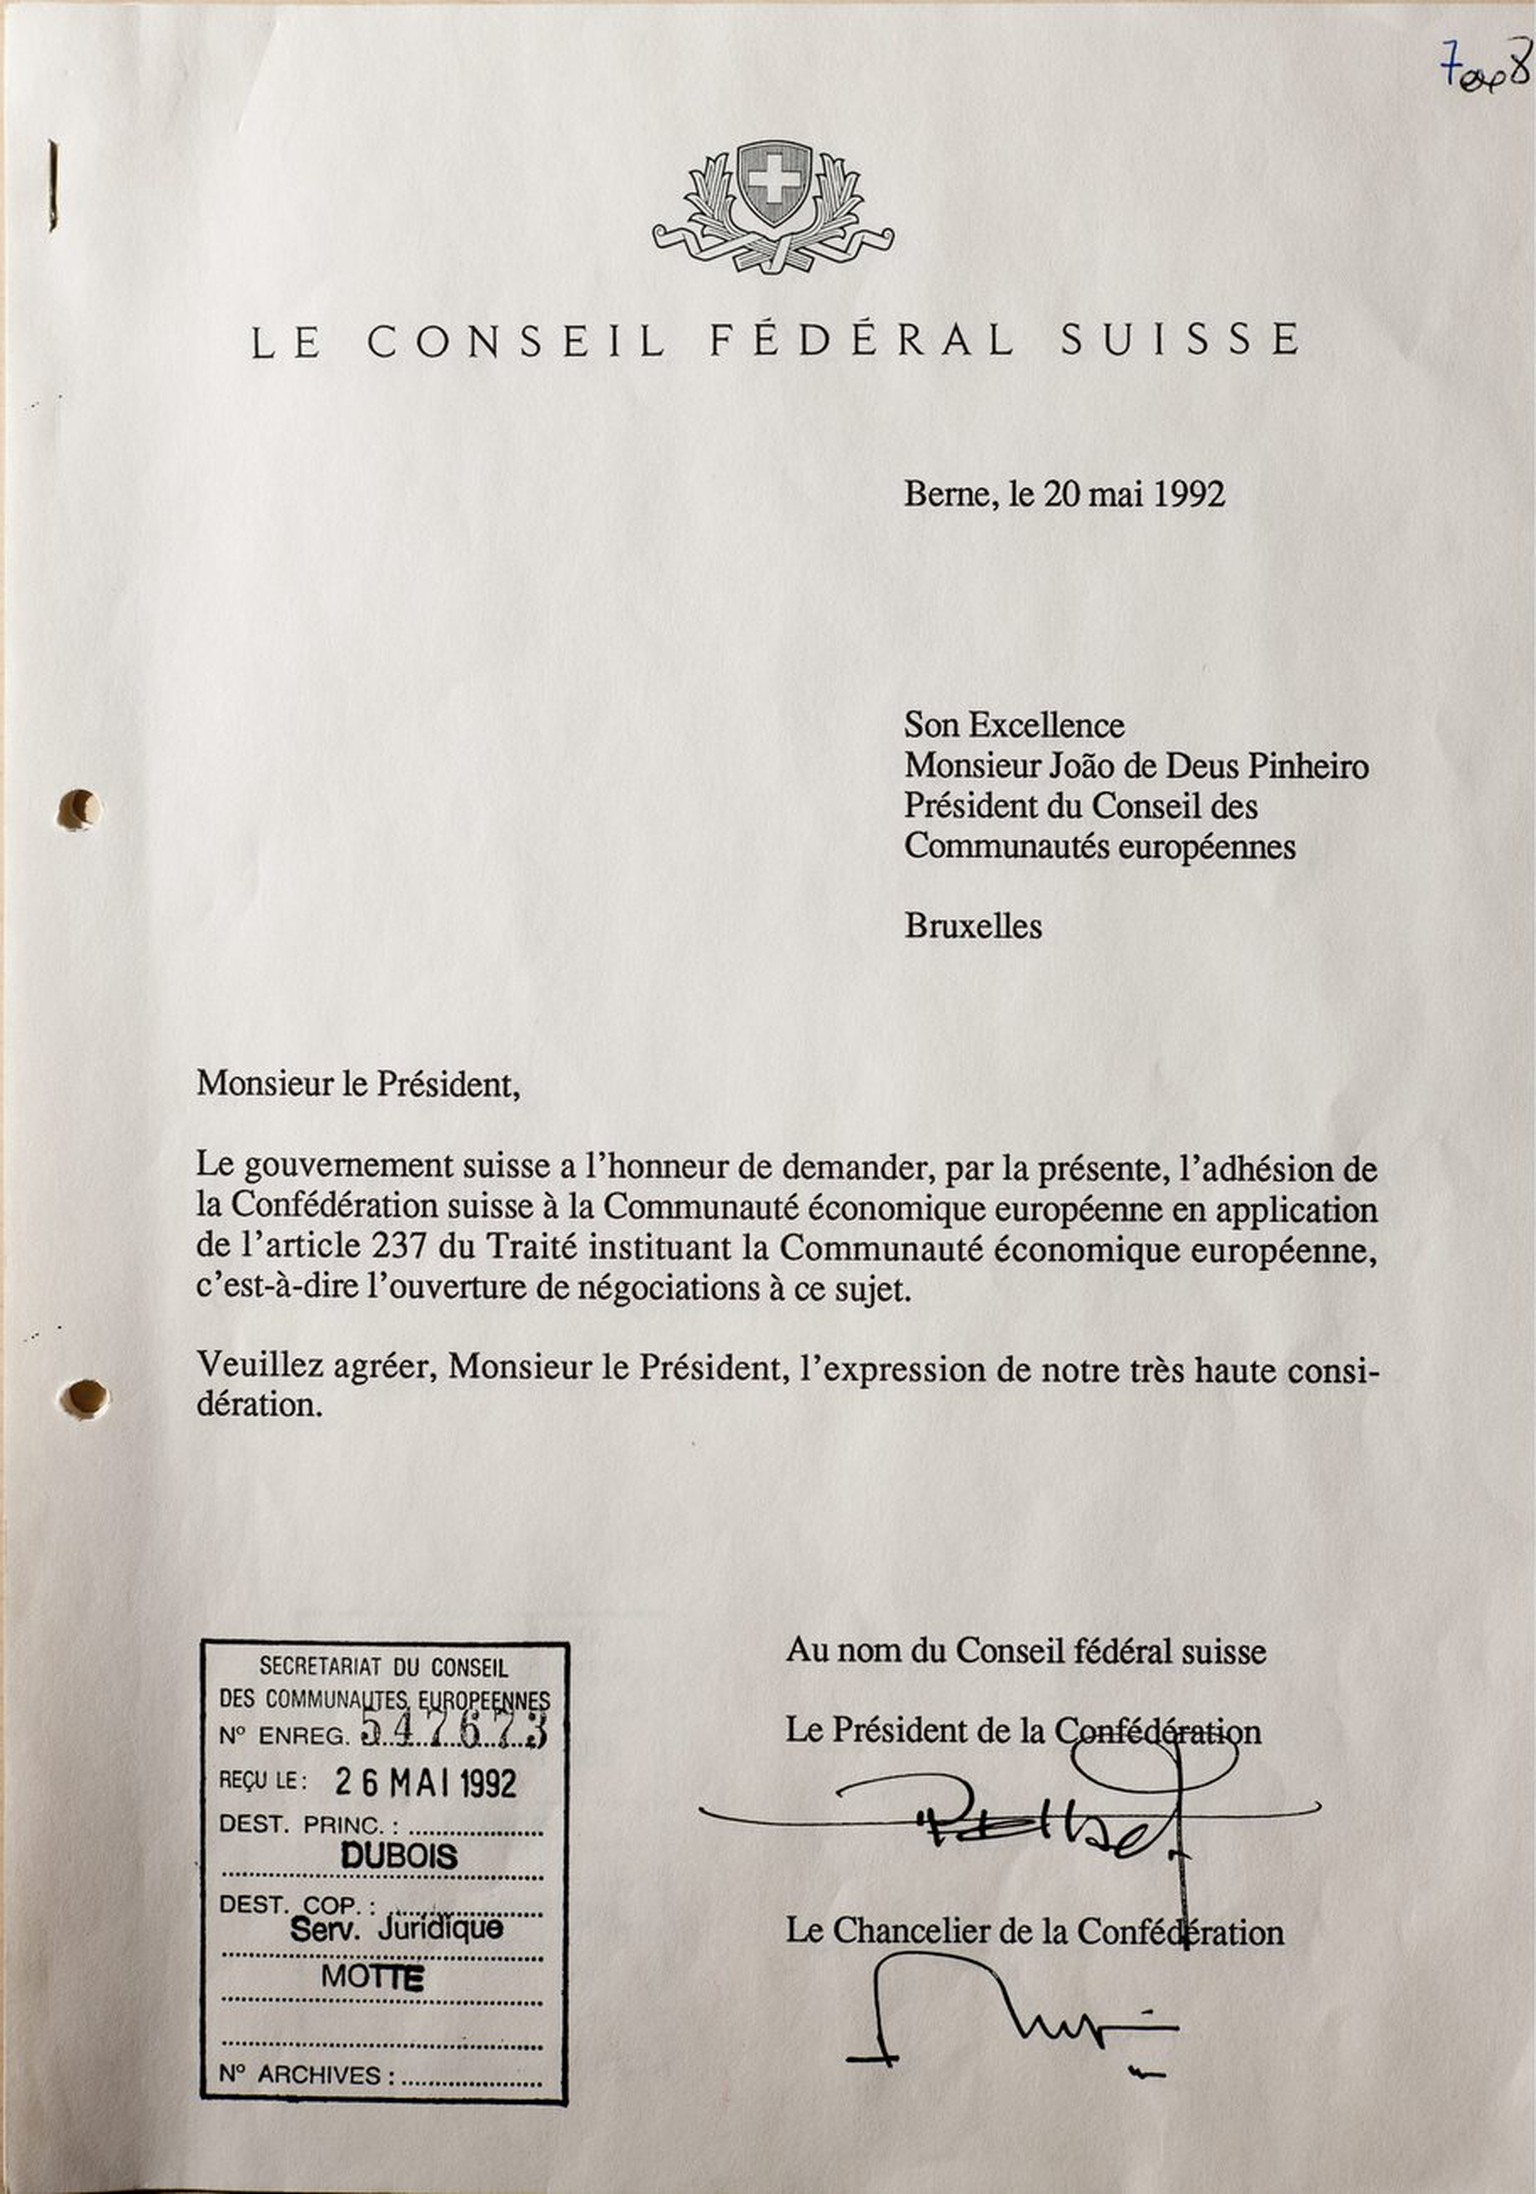 LE CONSEIL FÉDÉRAL SUISSE
Berne, le 20 mai 1992
Son Excellence
Monsieur João de Deus Pinheiro
Président du Conseil des
Communautés européennes
Bruxelles
Monsieur le Président,
Le gouvernement suisse a l’honneur de demander, par la présente, l’adhésion de
la Confédération suisse à la Communauté économique européenne en application
de l’article 237 du Traité instituant la Communauté économique européenne,
c’est-à-dire l’ouverture de négociations à ce sujet.
Veuillez agréer, Monsieur le Président, l’expression de notre très haute consi-
dération.
Au nom du Conseil fédéral suisse
Le Président de la Confédération
Le Chancelier de la Confédération
SECRETARIAT DU CONSEIL
DES COMMUNAUTES EUROPEENNES
Nº ENREG. 547673
REÇU LE: 26 MAI 1992
DEST. PRINC. :
DUBOIS
DEST. COP. :
Serv. Juridique
MOTTE
Nº ARCHIVES :